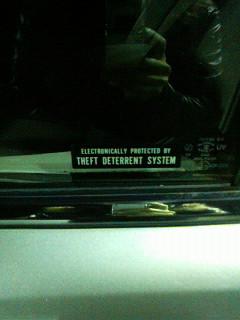 ELECTRONICALLY PROTECTED BY
THEFT DETERRENT SYSTEM